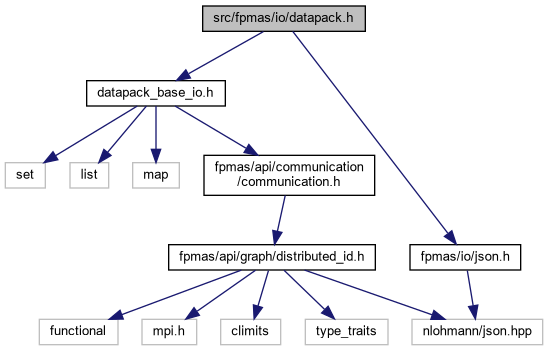 src/fpmas/io/datapack.h
datapack_base_io.h
set
list
map
fpmas/api/communication
/communication.h
fpmas/api/graph/distributed_id.h
fpmas/io/json.h
functional
mpi.h
climits
type_traits
nlohmann/json.hpp